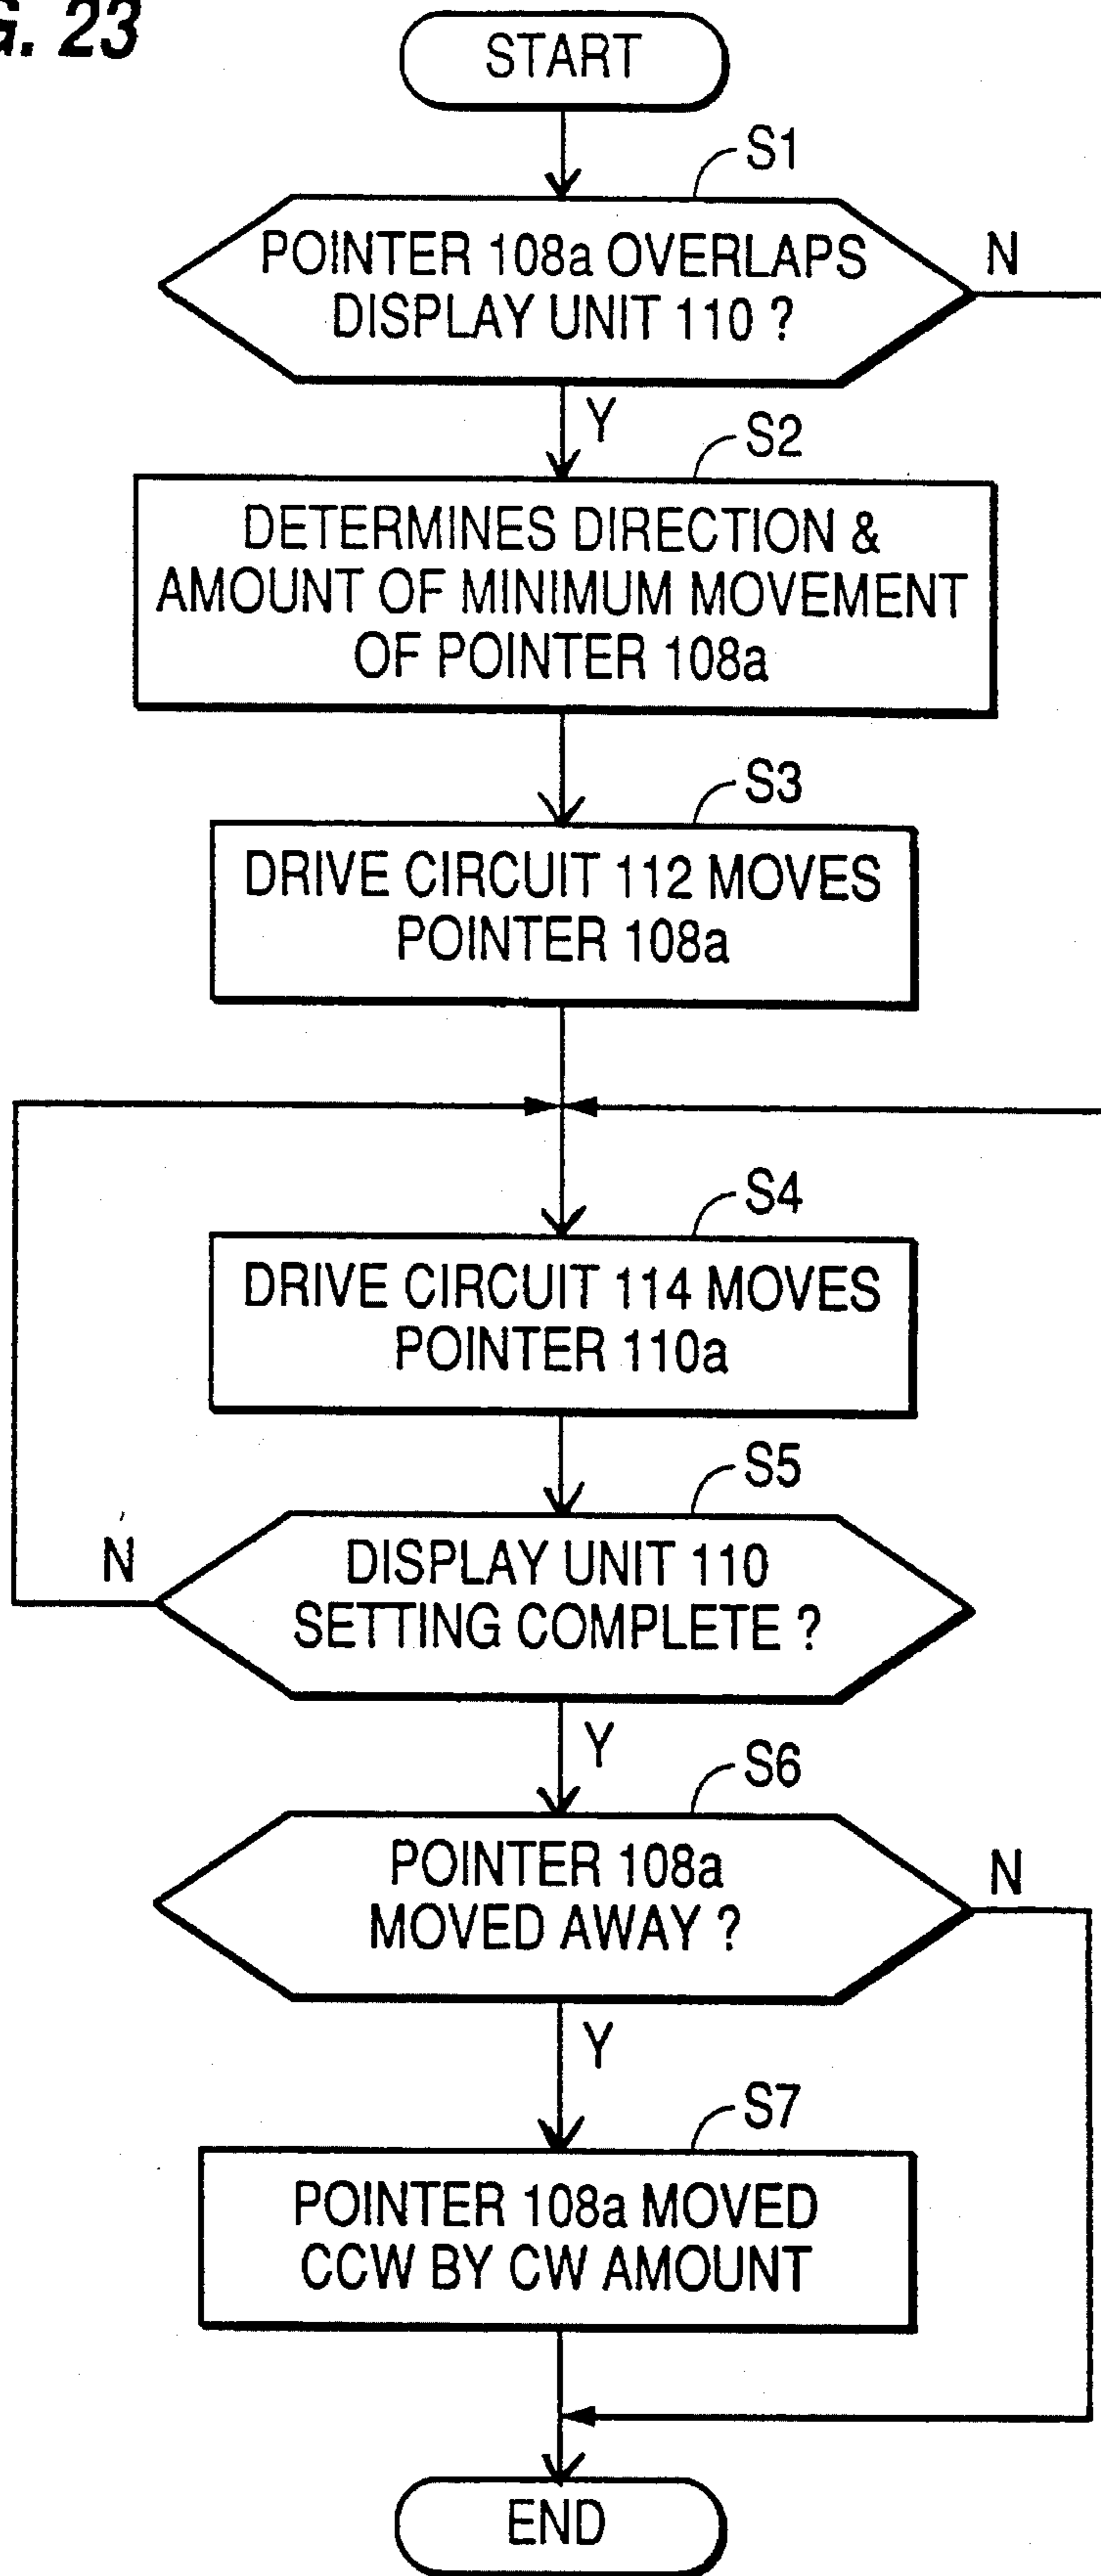 G. 23
START
S1
POINTER 108a OVERLAPS
DISPLAY UNIT 110 ?
N
Y
S2
DETERMINES DIRECTION &
AMOUNT OF MINIMUM MOVEMENT
OF POINTER 108a
S3
DRIVE CIRCUIT 112 MOVES
POINTER 108a
S4
DRIVE CIRCUIT 114 MOVES
POINTER 110a
S5
DISPLAY UNIT 110
SETTING COMPLETE ?
N
Y
S6
POINTER 108a
MOVED AWAY ?
N
Y
S7
POINTER 108a MOVED
CCW BY CW AMOUNT
END